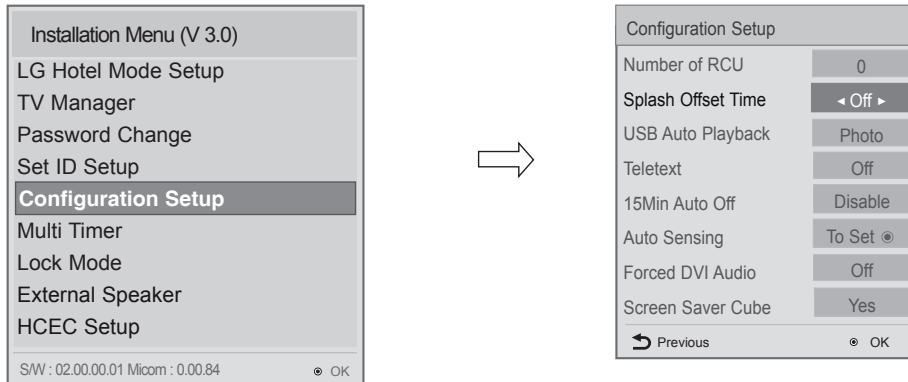 Installation Menu (V 3.0)
LG Hotel Mode Setup
TV Manager
Password Change
Set ID Setup
Configuration Setup
Multi Timer
Lock Mode
External Speaker
HCEC Setup
S/W : 02.00.00.01 Micom : 0.00.84 ◉ OK
Configuration Setup
Number of RCU 0
Splash Offset Time ◄ Off ►
USB Auto Playback Photo
Teletext Off
15Min Auto Off Disable
Auto Sensing To Set ◉
Forced DVI Audio Off
Screen Saver Cube Yes
Previous ◉ OK